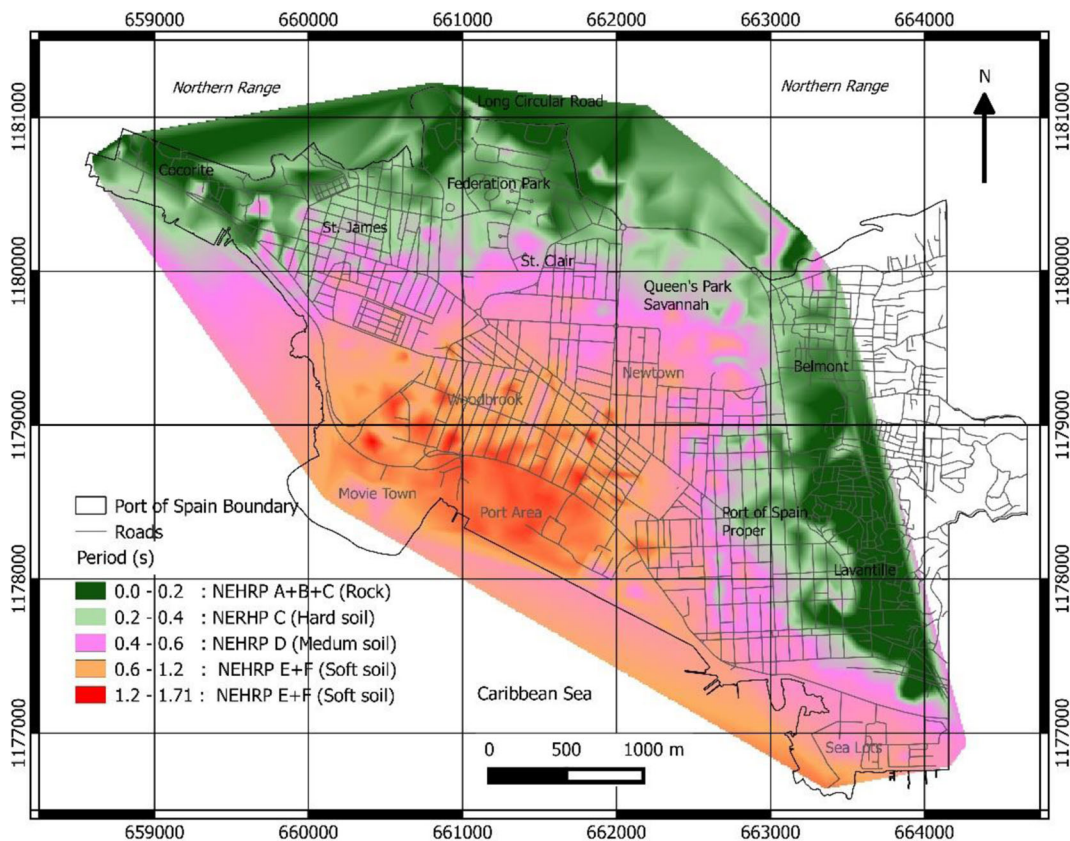 659000 660000 661000 662000 663000 664000
Northern Range
Northern Range
N
1181000
1181000
Long Circular Road
Cocorite
Federation Park
St. James
St. Clair
1180000
1180000
Queen's Park
Savannah
Belmont
Newtown
Woodbrook
1179000
1179000
Movie Town
Port Area
Port of Spain
Proper
Port of Spain Boundary
Roads
Period (s)
1178000
1178000
Lavantille
0.0 - 0.2 : NEHRP A+B+C (Rock)
0.2 - 0.4 : NERHP C (Hard soil)
0.4 - 0.6 : NEHRP D (Medum soil)
0.6 - 1.2 : NEHRP E+F (Soft soil)
1.2 - 1.71 : NEHRP E+F (Soft soil)
Caribbean Sea
1177000
1177000
Sea Lots
0 500 1000 m
659000 660000 661000 662000 663000 664000